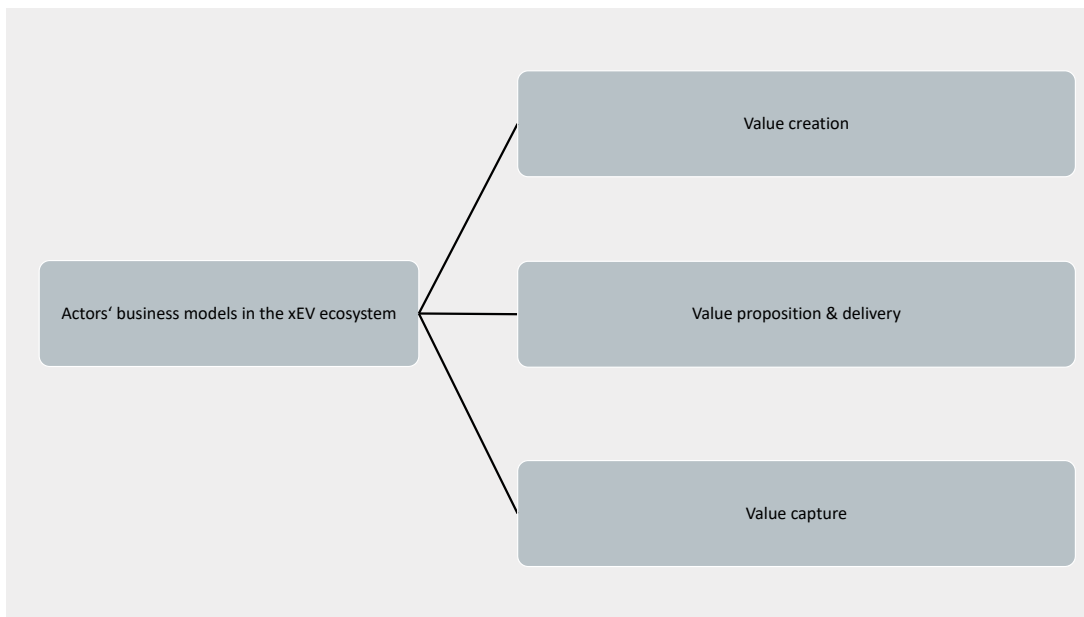 Value creation
Actors‘ business models in the xEV ecosystem
Value proposition & delivery
Value capture